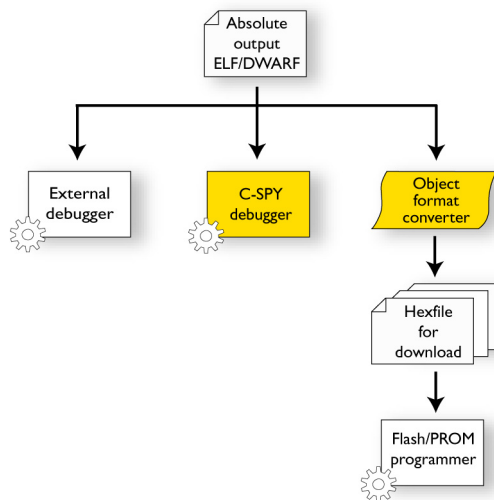 Absolute
output
ELF/DWARF
External
debugger
C-SPY
debugger
Object
format
converter
Hexfile
for
download
Flash/PROM
programmer